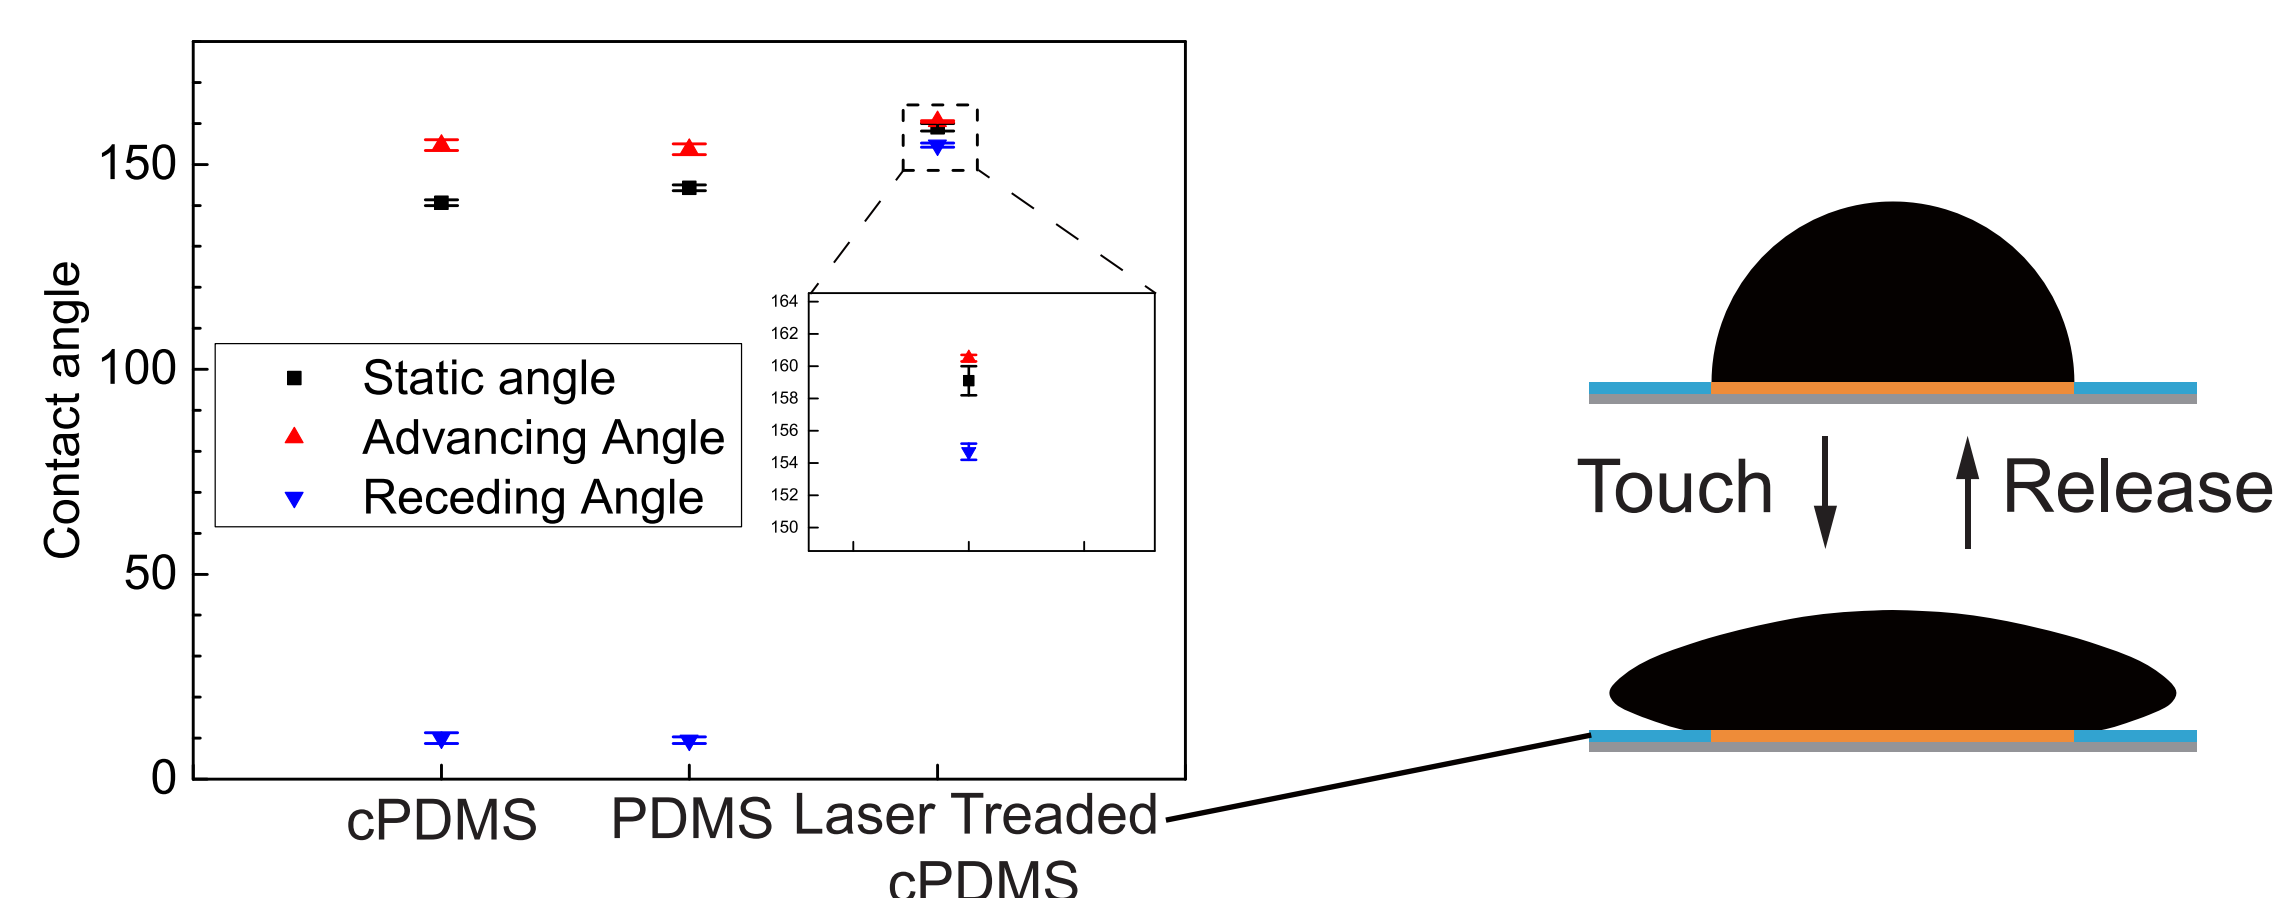 Contact angle
150
100
50
0
Static angle
Advancing Angle
Receding Angle
164
162
160
158
156
154
152
150
cPDMS
PDMS
Laser Treaded
cPDMS
Touch
Release